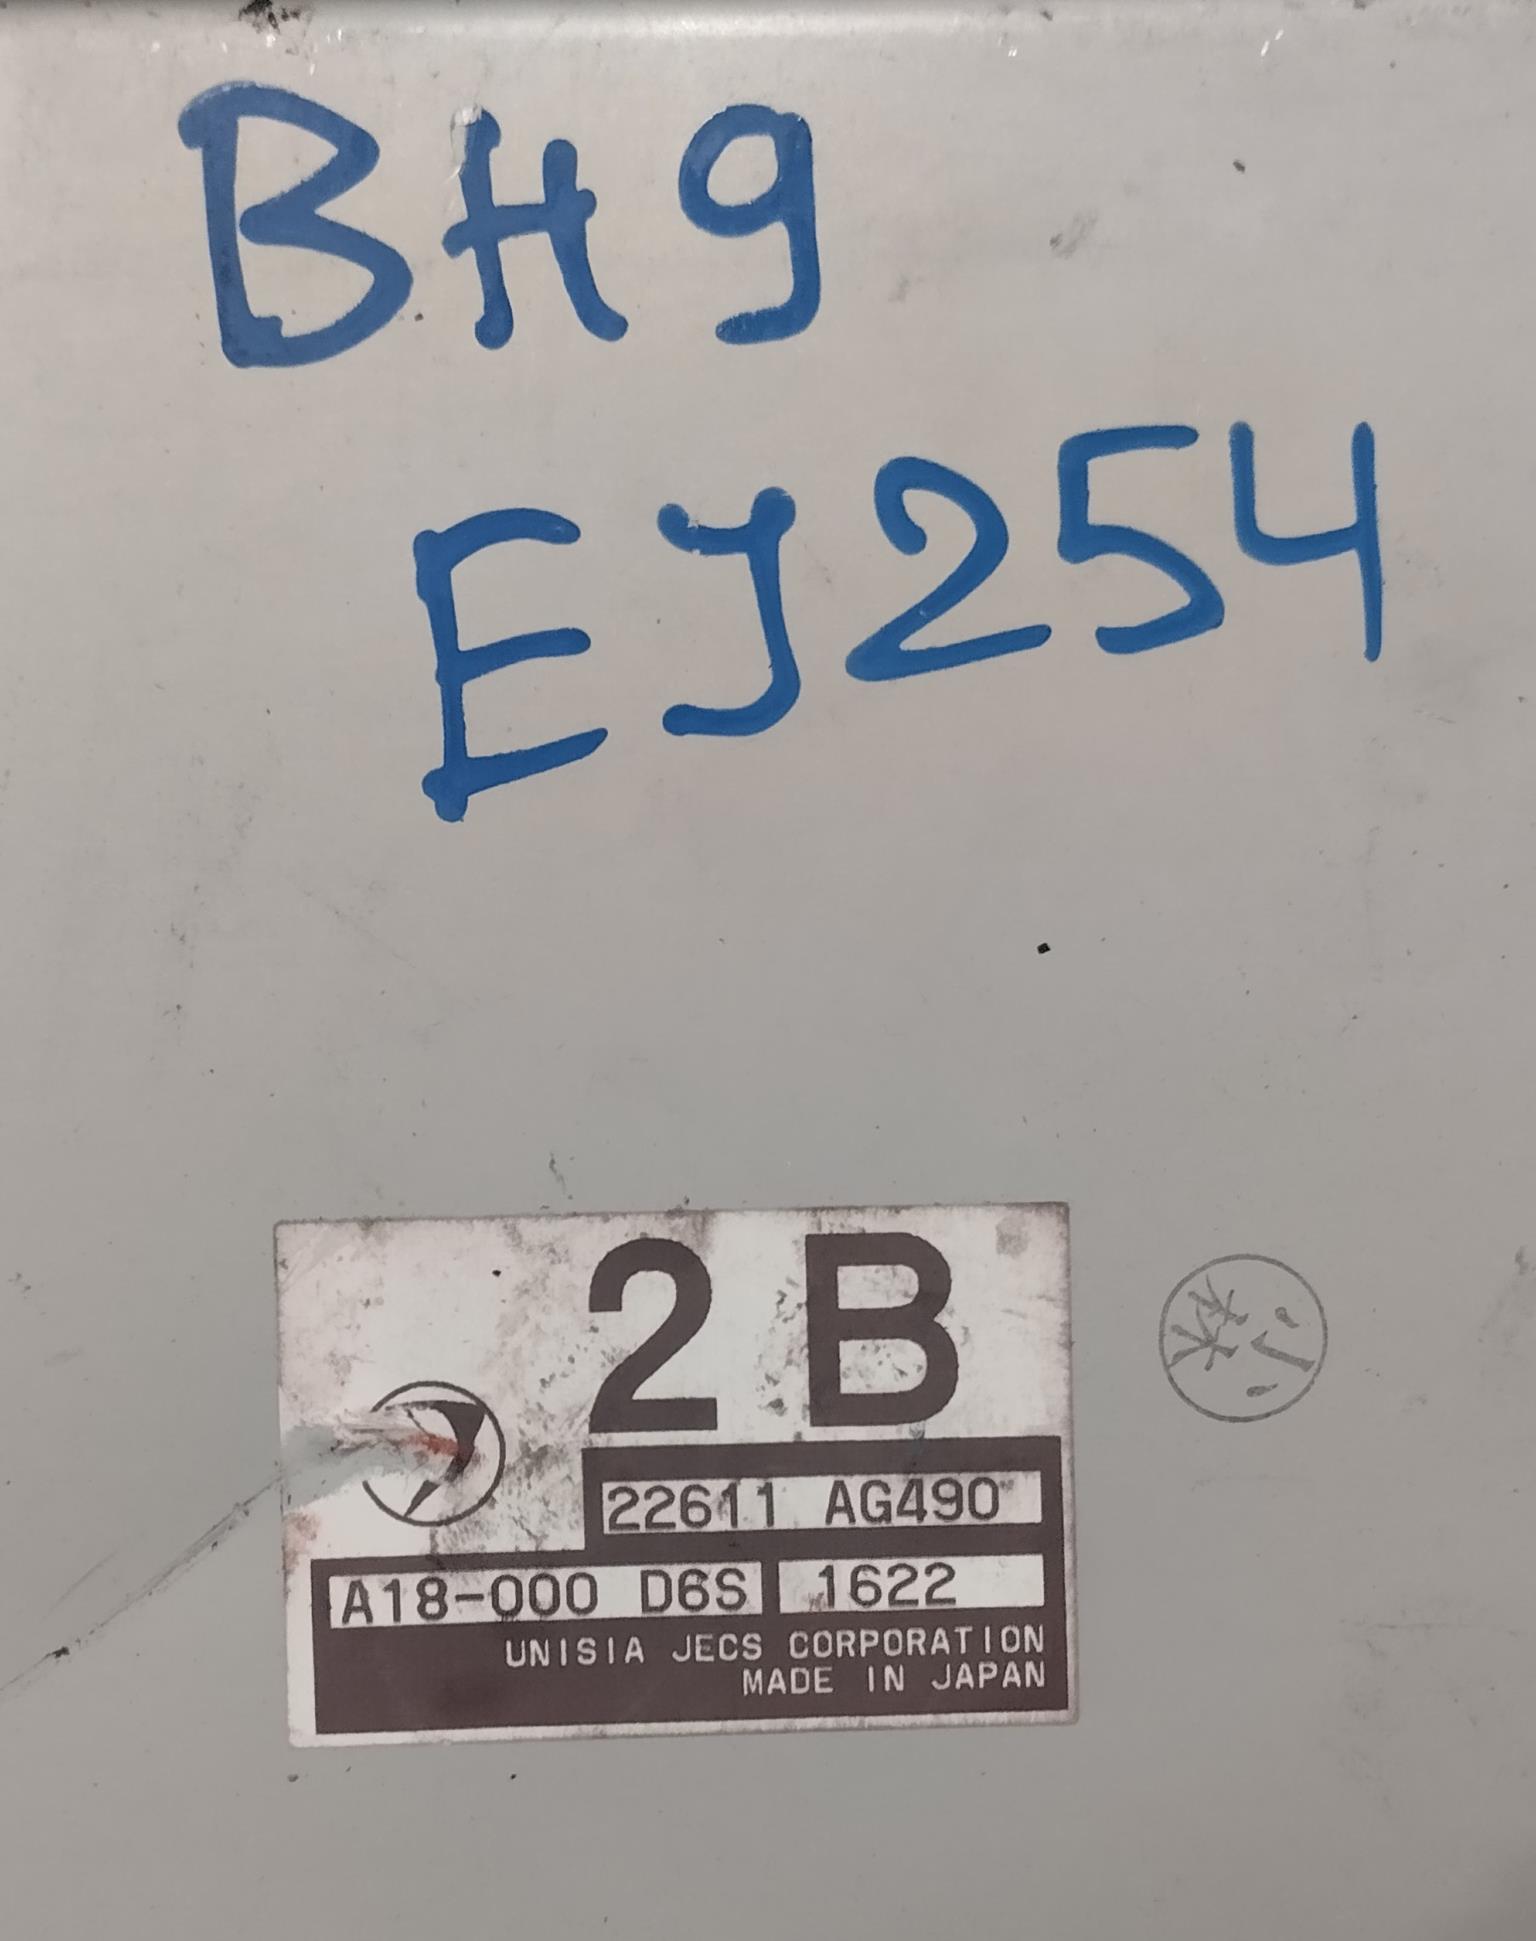 BH9
EJ254
2B
22611 AG490
A18-000 D6S 1622
UNISIA JECS CORPORATION
MADE IN JAPAN